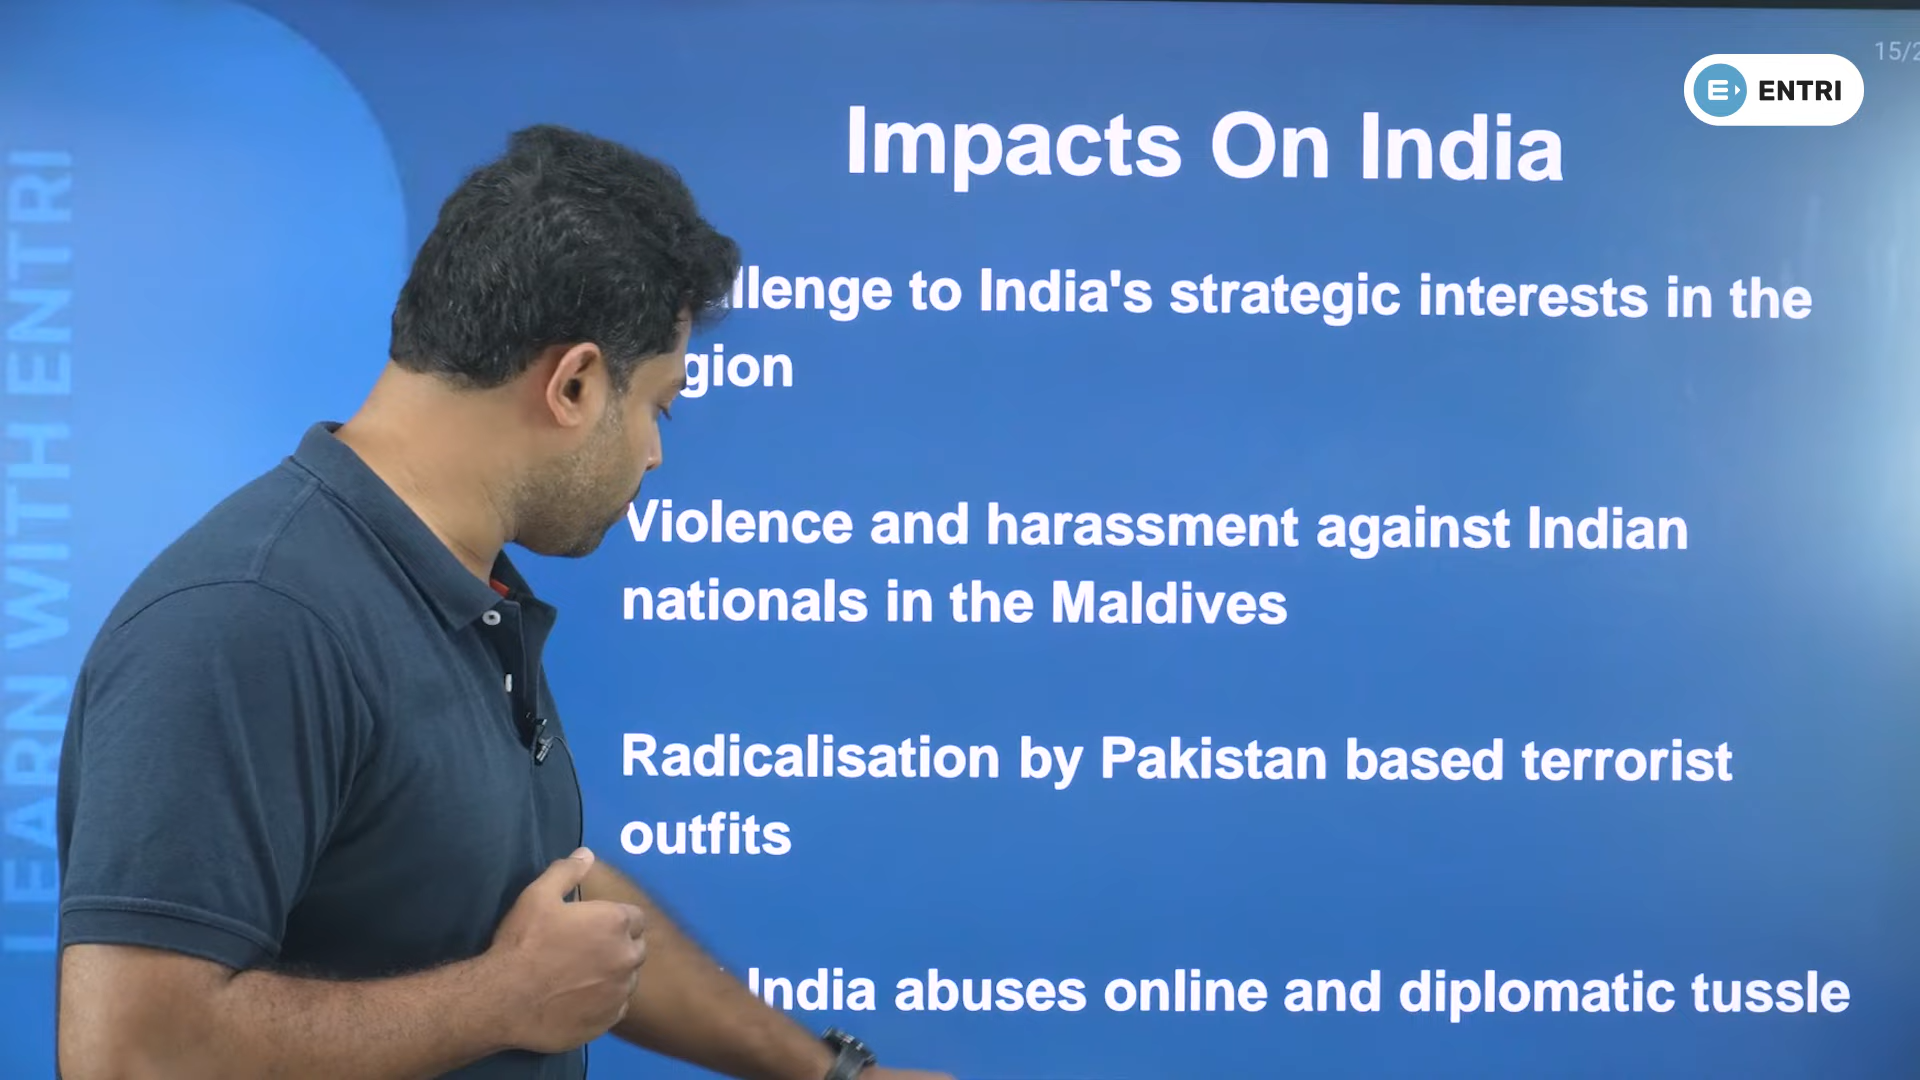 LEARN WITH ENTRI
15/2
ENTRI
Impacts On India
llenge to India's strategic interests in the
gion
Violence and harassment against Indian
nationals in the Maldives
Radicalisation by Pakistan based terrorist
outfits
India abuses online and diplomatic tussle